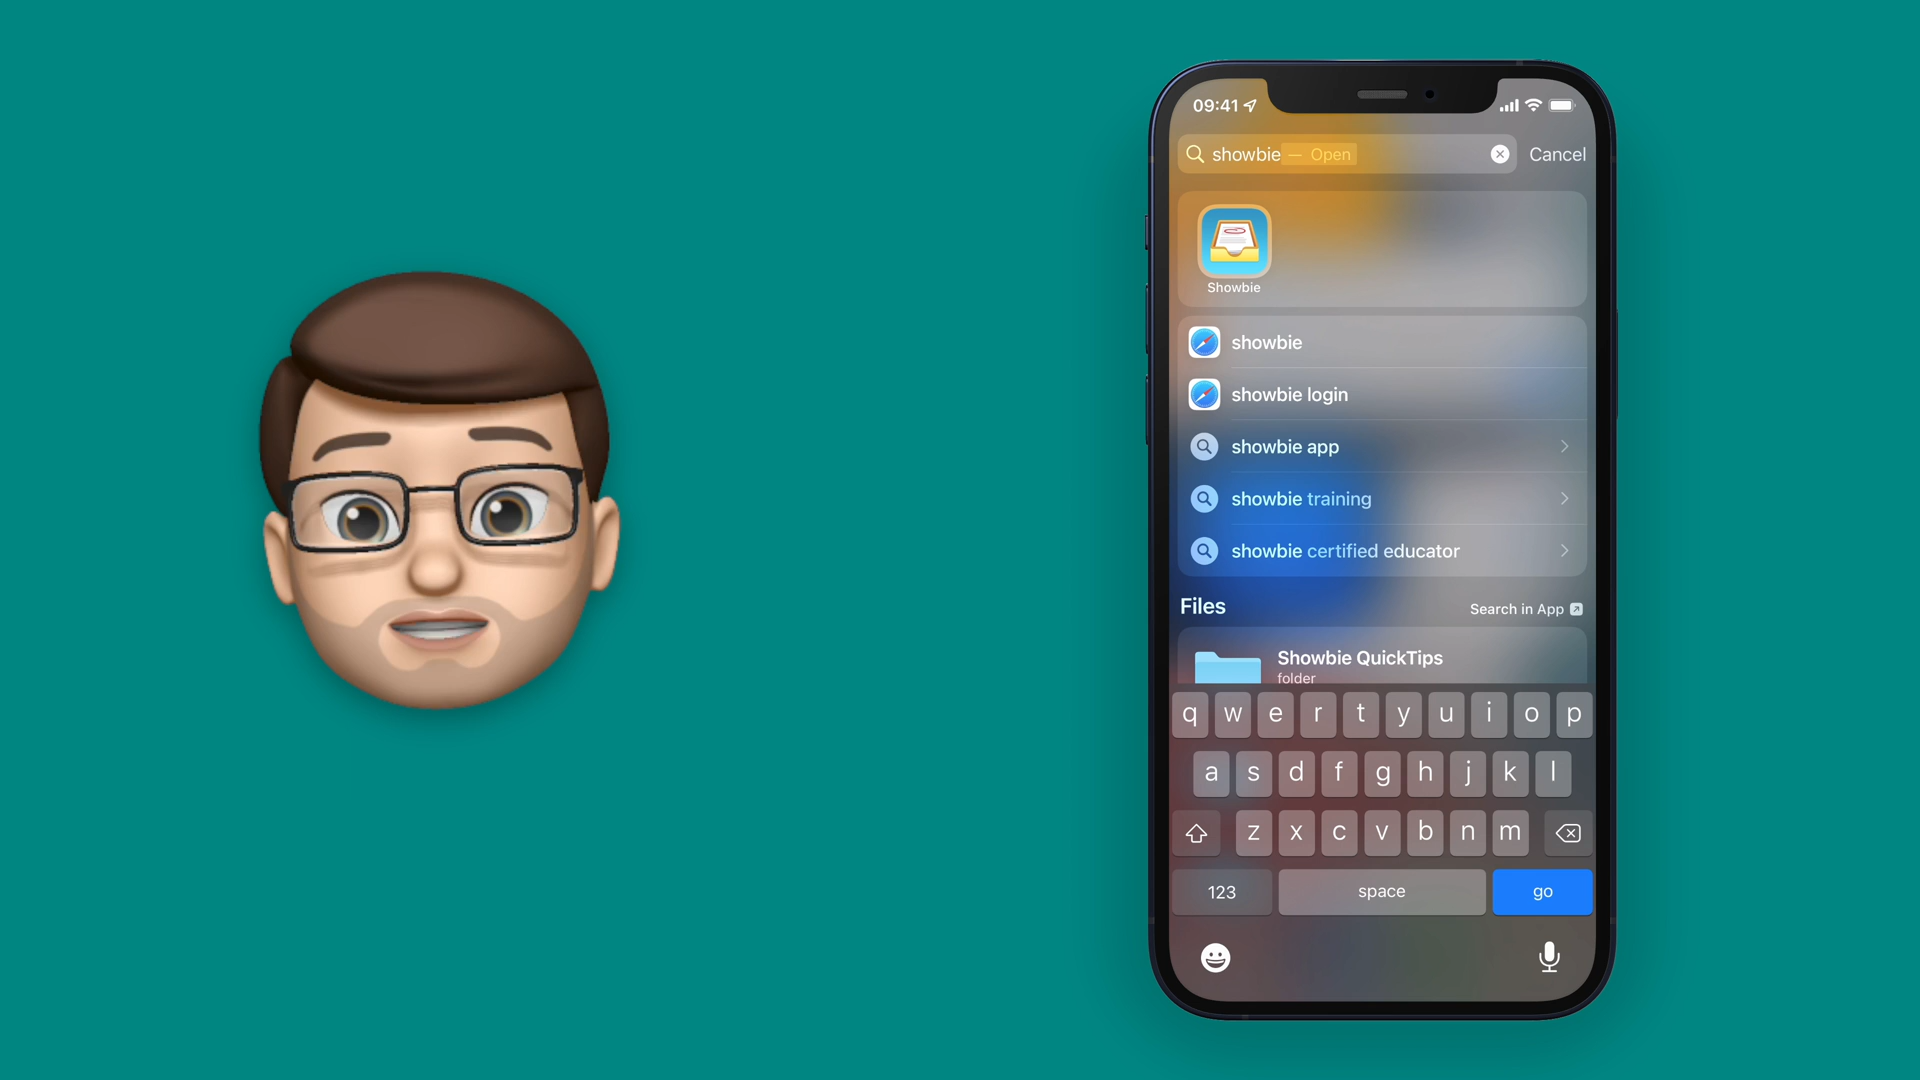 09:41
showbie — Open
Cancel
Showbie
showbie
showbie login
showbie app
showbie training
showbie certified educator
Files
Search in App
Showbie QuickTips
folder
q w e r t y u i o p
a s d f g h j k l
z x c v b n m
123 space go